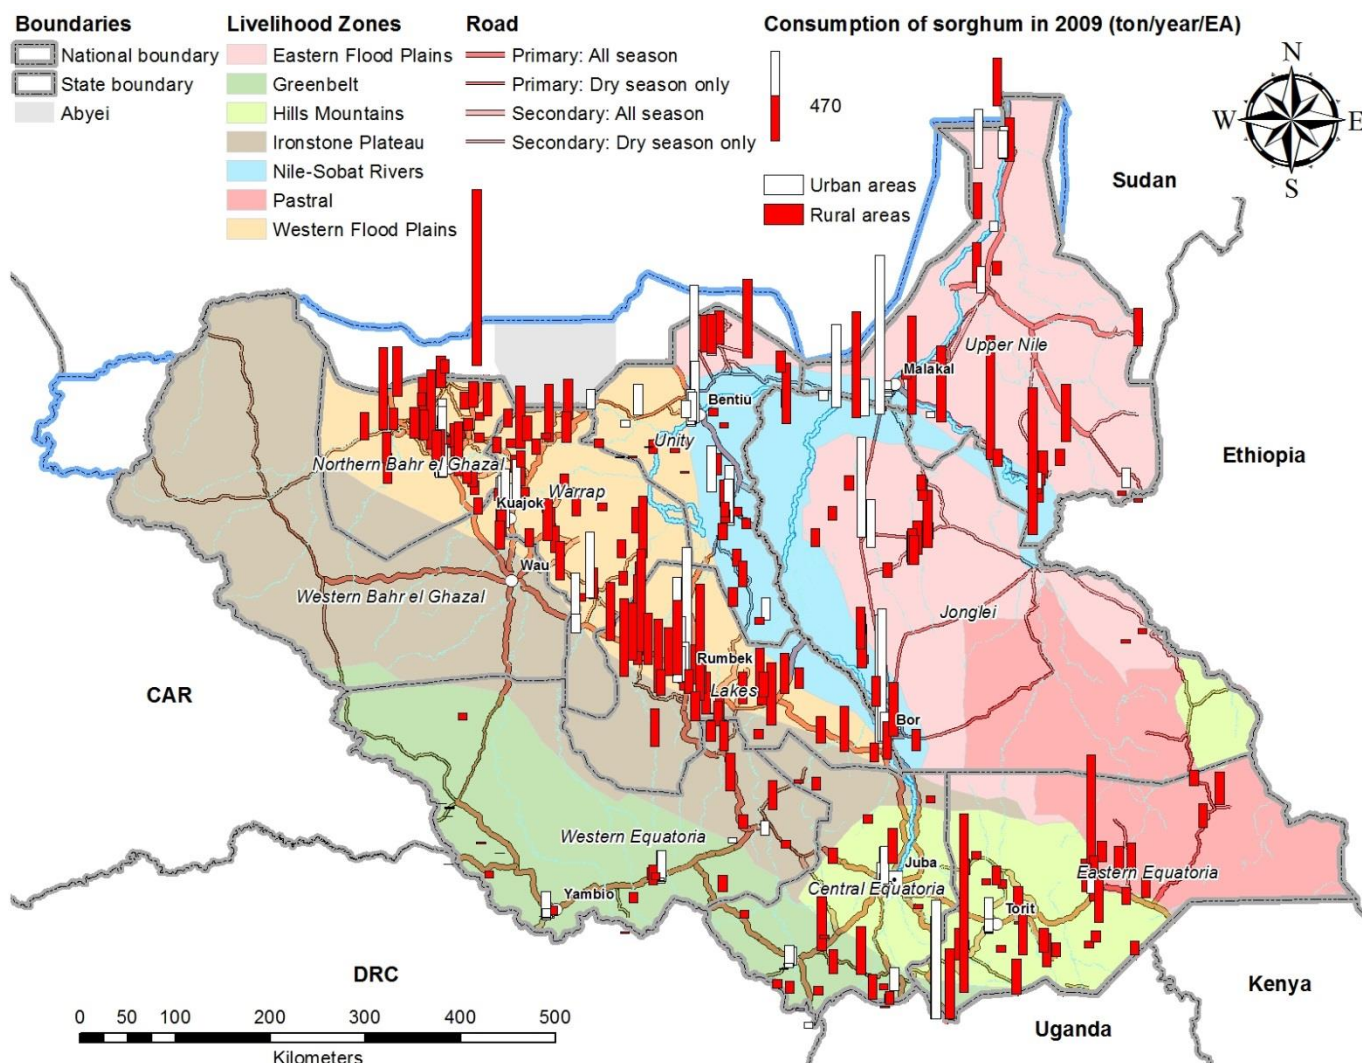 Boundaries
National boundary
State boundary
Abyei
Livelihood Zones
Eastern Flood Plains
Greenbelt
Hills Mountains
Ironstone Plateau
Nile-Sobat Rivers
Pastral
Western Flood Plains
Road
Primary: All season
Primary: Dry season only
Secondary: All season
Secondary: Dry season only
Consumption of sorghum in 2009 (ton/year/EA)
470
Urban areas
Rural areas
N
W E
S
Sudan
Upper Nile
Malakal
Bentiu
Unity
Ethiopia
Northern Bahr el Ghazal
Warrap
Kuajok
Wau
Western Bahr el Ghazal
Jonglei
Rumbek
Lakes
CAR
Bor
Western Equatoria
Juba
Central Equatoria
Eastern Equatoria
Yambio
Torit
DRC
Kenya
Uganda
0 50 100 200 300 400 500
Kilometers